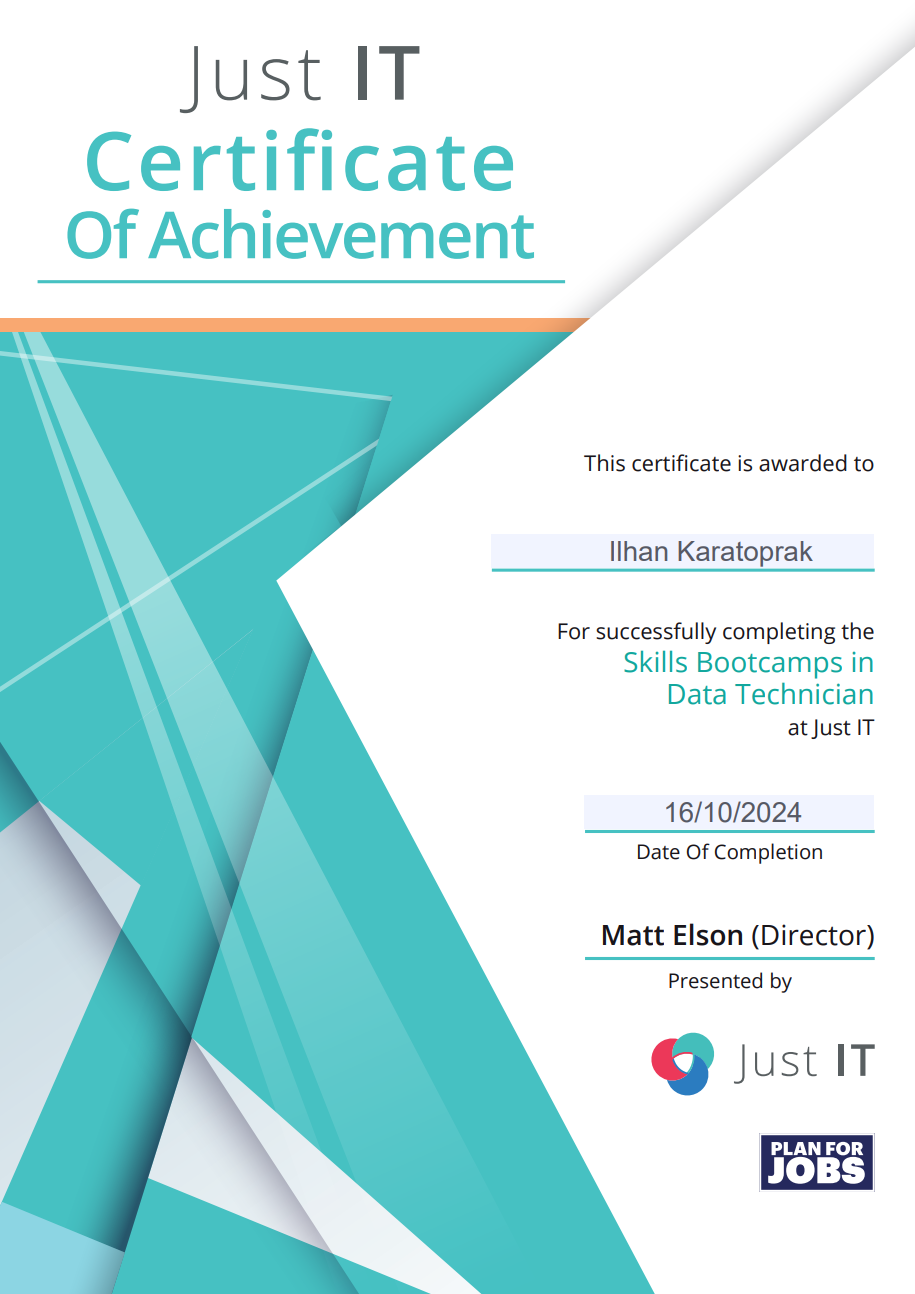 Just IT
Certificate
Of Achievement
This certificate is awarded to
Ilhan Karatoprak
For successfully completing the
Skills Bootcamps in
Data Technician
at Just IT
16/10/2024
Date Of Completion
Matt Elson (Director)
Presented by
Just IT
PLAN FOR
JOBS